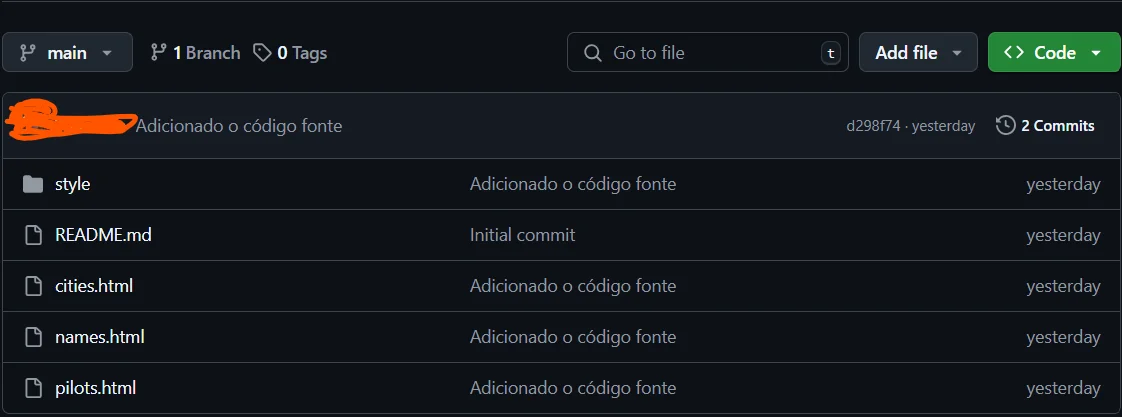 main 1 Branch 0 Tags Go to file t Add file Code
Adicionado o código fonte d298f74 · yesterday 2 Commits
style Adicionado o código fonte yesterday
README.md Initial commit yesterday
cities.html Adicionado o código fonte yesterday
names.html Adicionado o código fonte yesterday
pilots.html Adicionado o código fonte yesterday